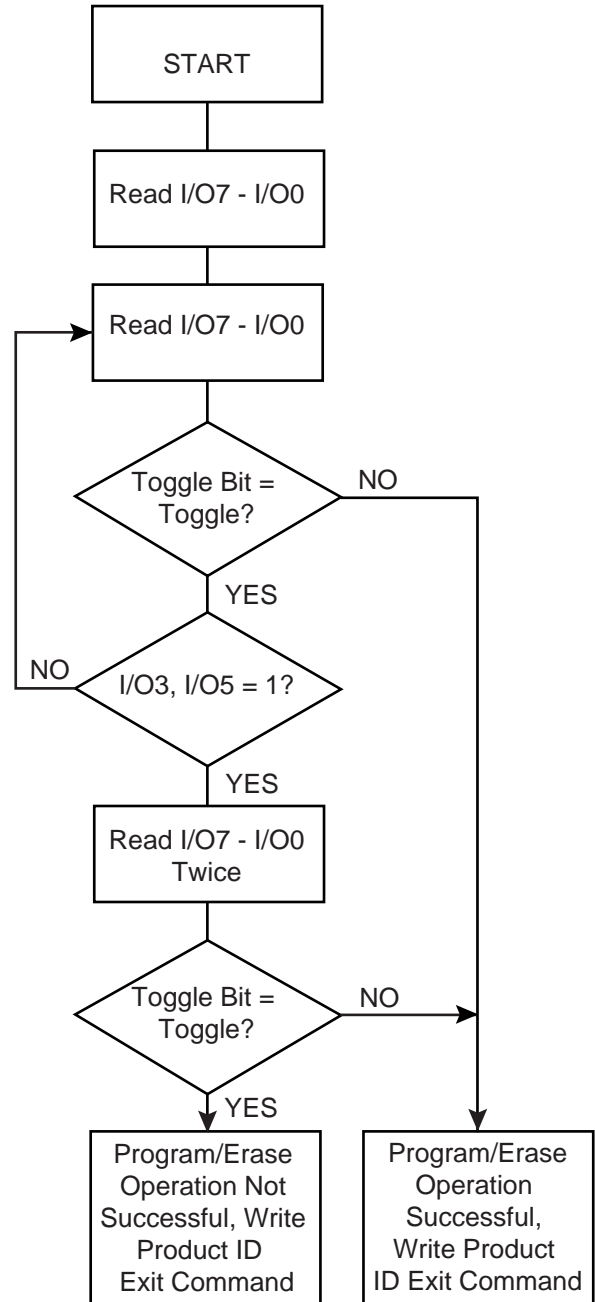 START
Read I/O7 - I/O0
Read I/O7 - I/O0
Toggle Bit =
Toggle?
NO
YES
NO
I/O3, I/O5 = 1?
YES
Read I/O7 - I/O0
Twice
Toggle Bit =
Toggle?
NO
YES
Program/Erase
Operation Not
Successful, Write
Product ID
Exit Command
Program/Erase
Operation
Successful,
Write Product
ID Exit Command